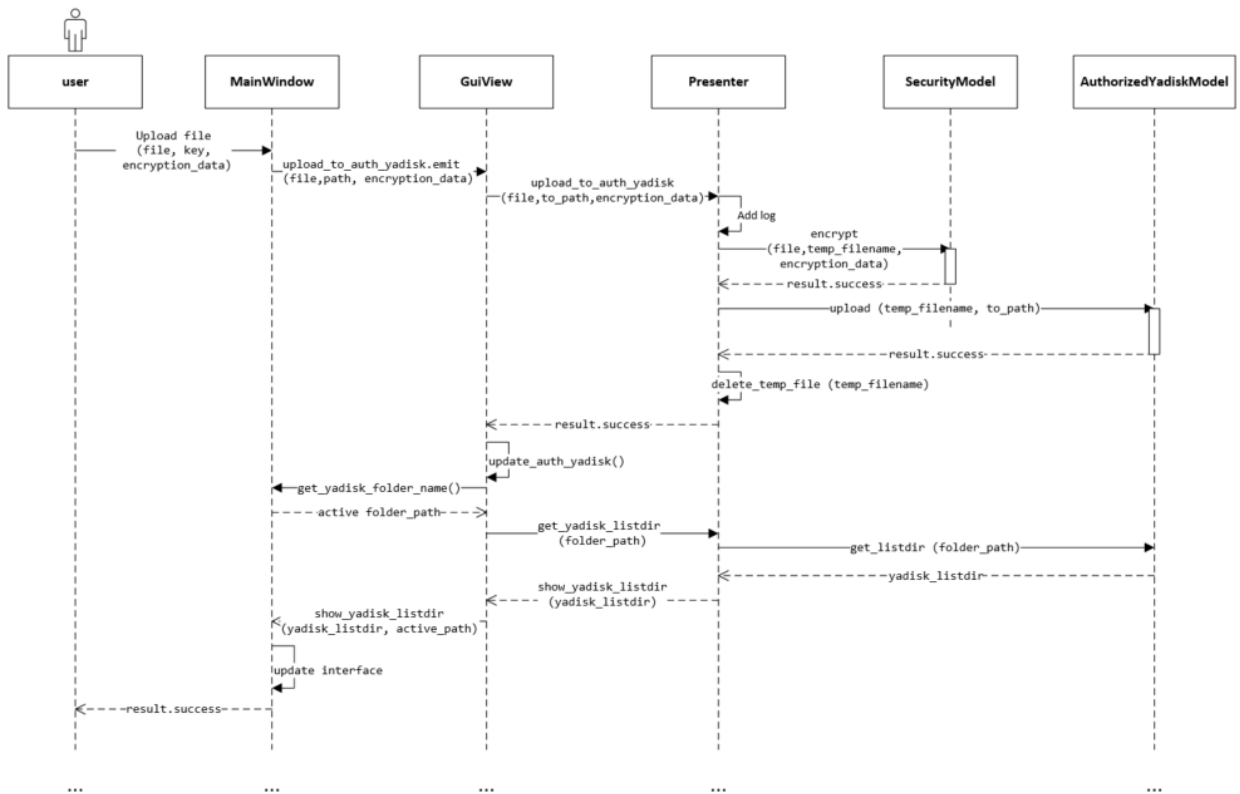 user
MainWindow
GuiView
Presenter
SecurityModel
AuthorizedYadiskModel
Upload file
(file, key,
encryption_data)
upload_to_auth_yadisk.emit
(file,path, encryption_data)
upload_to_auth_yadisk
(file,to_path,encryption_data)
Add log
encrypt
(file,temp_filename,
encryption_data)
result.success
upload (temp_filename, to_path)
result.success
delete_temp_file (temp_filename)
result.success
update_auth_yadisk()
get_yadisk_folder_name()
active folder_path
get_yadisk_listdir
(folder_path)
get_listdir (folder_path)
yadisk_listdir
show_yadisk_listdir
(yadisk_listdir)
show_yadisk_listdir
(yadisk_listdir, active_path)
update interface
result.success
... ... ... ... ...